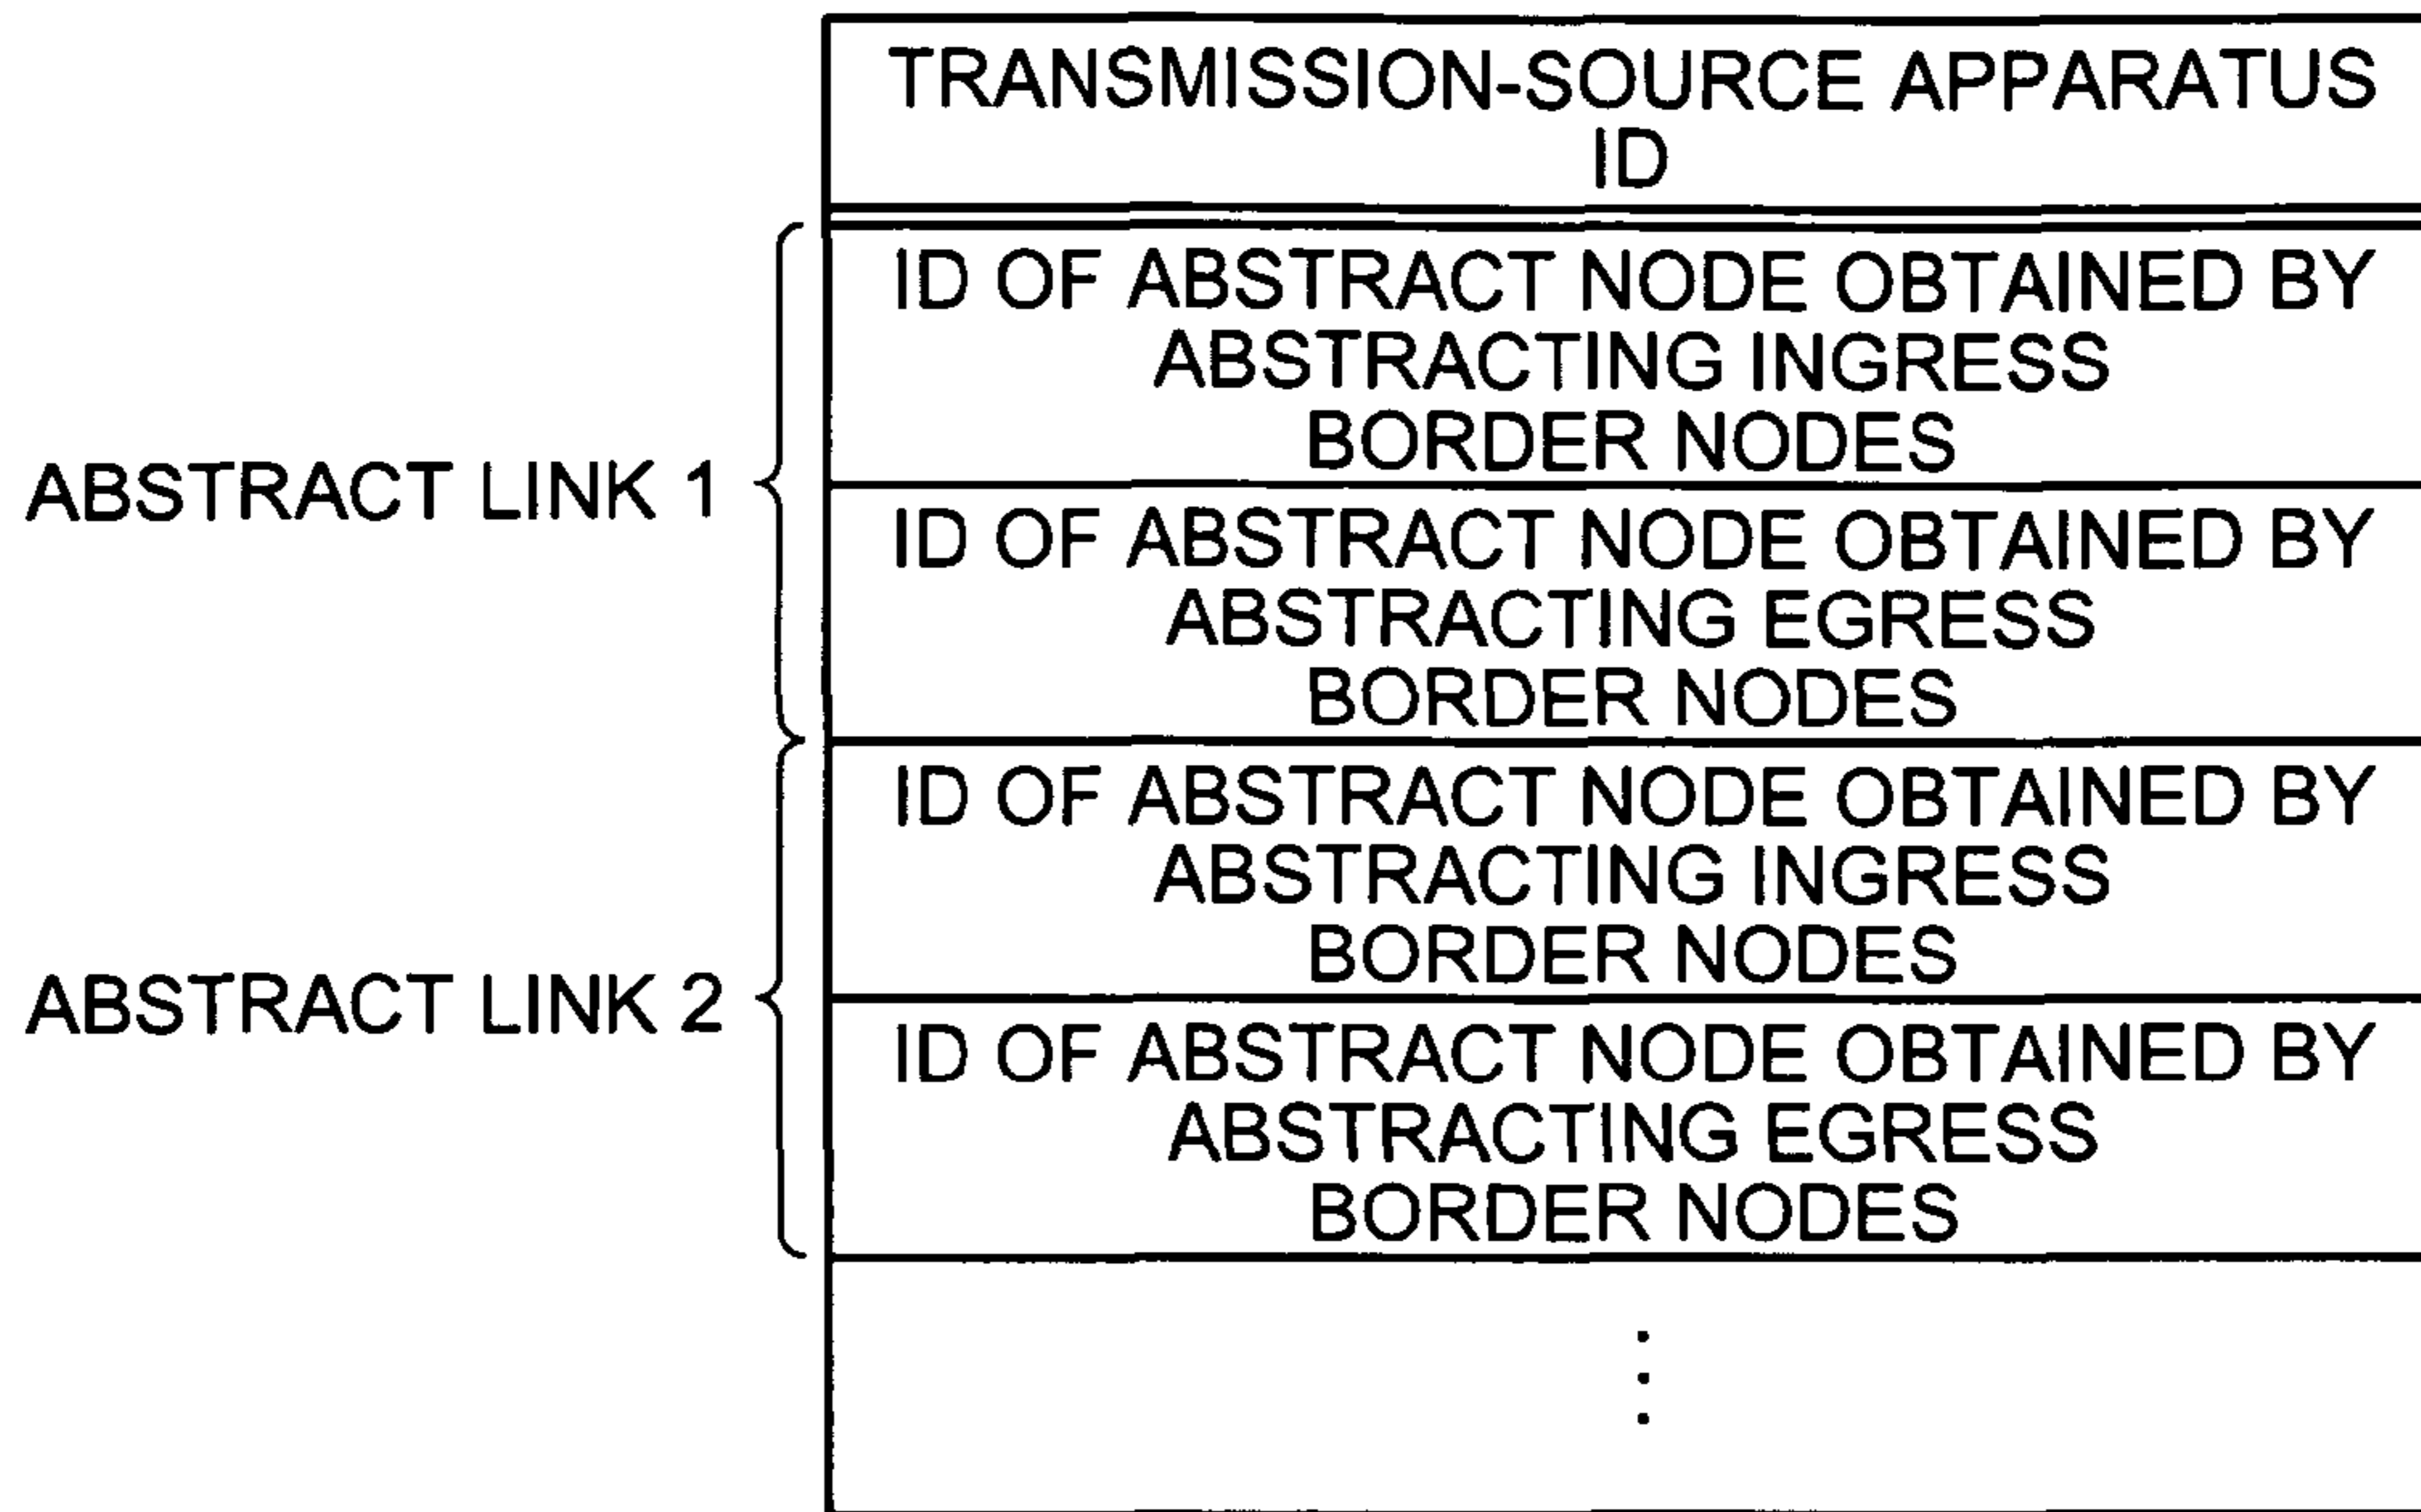 TRANSMISSION-SOURCE APPARATUS
ID
ABSTRACT LINK 1
ID OF ABSTRACT NODE OBTAINED BY
ABSTRACTING INGRESS
BORDER NODES
ID OF ABSTRACT NODE OBTAINED BY
ABSTRACTING EGRESS
BORDER NODES
ABSTRACT LINK 2
ID OF ABSTRACT NODE OBTAINED BY
ABSTRACTING INGRESS
BORDER NODES
ID OF ABSTRACT NODE OBTAINED BY
ABSTRACTING EGRESS
BORDER NODES